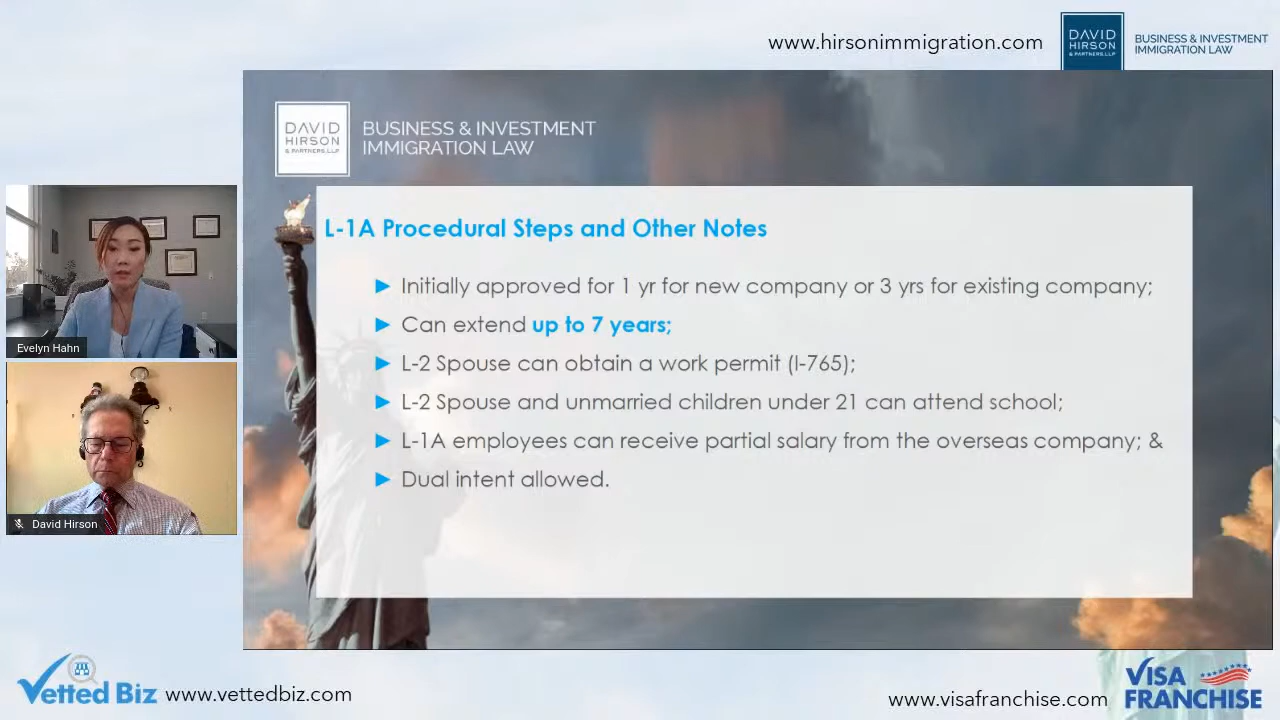 www.hirsonimmigration.com
DAVID
HIRSON
& PARTNERS, LLP
BUSINESS & INVESTMENT
IMMIGRATION LAW
DAVID
HIRSON
& PARTNERS, LLP
BUSINESS & INVESTMENT
IMMIGRATION LAW
L-1A Procedural Steps and Other Notes
Initially approved for 1 yr for new company or 3 yrs for existing company;
Can extend up to 7 years;
L-2 Spouse can obtain a work permit (I-765);
L-2 Spouse and unmarried children under 21 can attend school;
L-1A employees can receive partial salary from the overseas company; &
Dual intent allowed.
Evelyn Hahn
David Hirson
Vetted Biz
www.vettedbiz.com
www.visafranchise.com
VISA
FRANCHISE